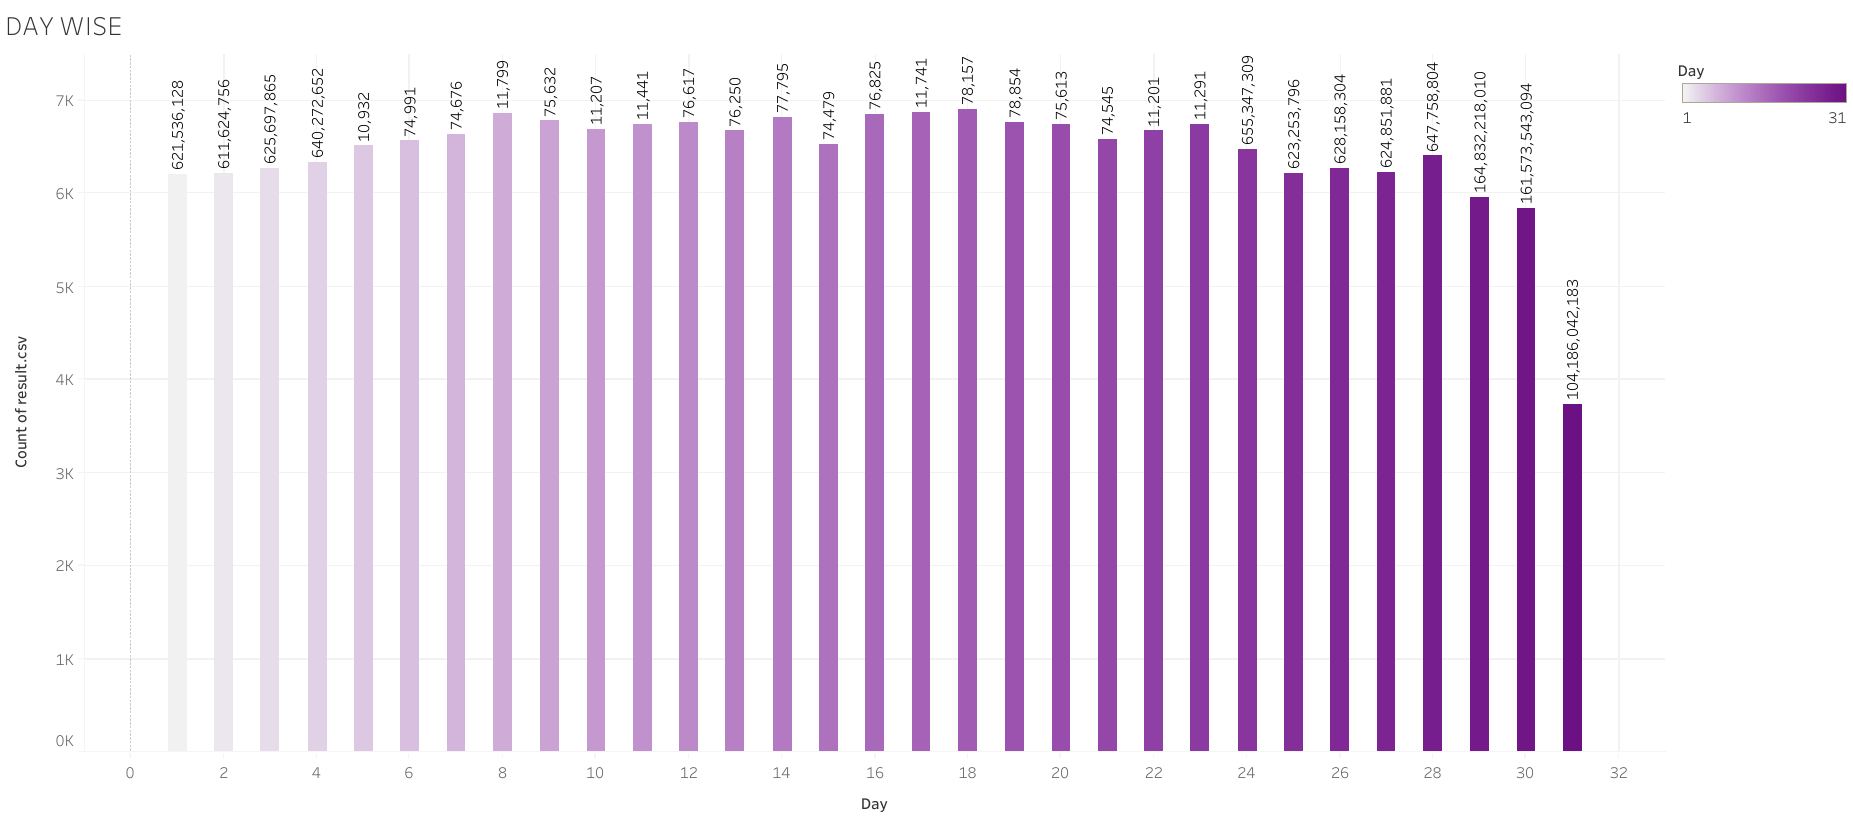 DAY WISE
621,536,128
611,624,756
625,697,865
640,272,652
10,932
74,991
74,676
11,799
75,632
11,207
11,441
76,617
76,250
77,795
74,479
76,825
11,741
78,157
78,854
75,613
74,545
11,201
11,291
655,347,309
623,253,796
628,158,304
624,851,881
647,758,804
164,832,218,010
161,573,543,094
104,186,042,183
Day
1 31
7K
6K
5K
4K
3K
2K
1K
0K
Count of result.csv
0 2 4 6 8 10 12 14 16 18 20 22 24 26 28 30 32
Day